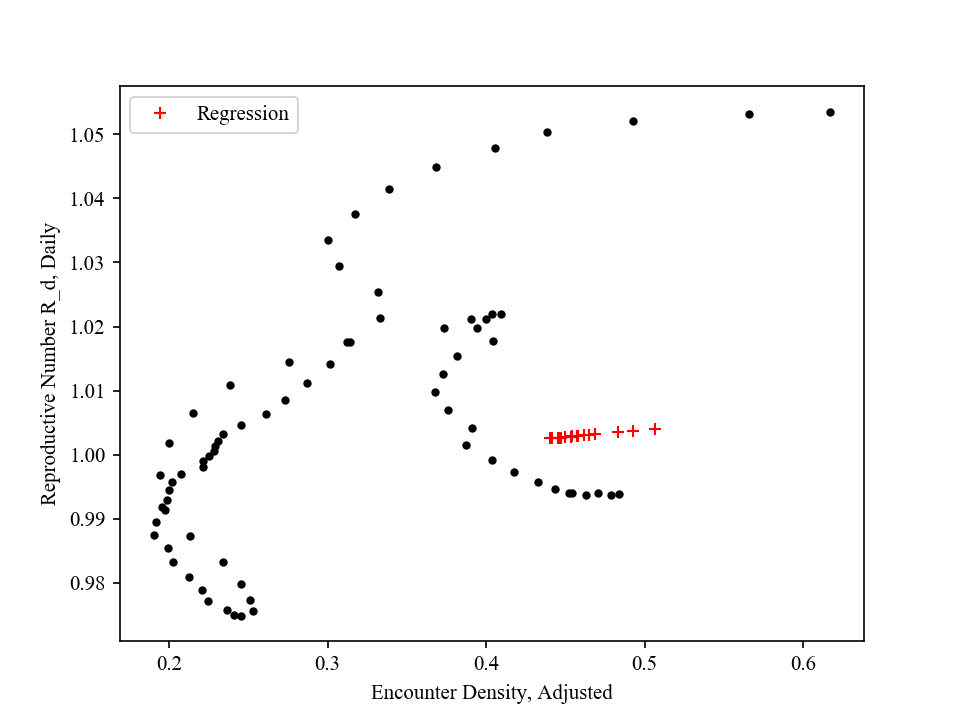 Regression
1.05
1.04
1.03
1.02
1.01
1.00
0.99
0.98
Reproductive Number R_d, Daily
0.2 0.3 0.4 0.5 0.6
Encounter Density, Adjusted